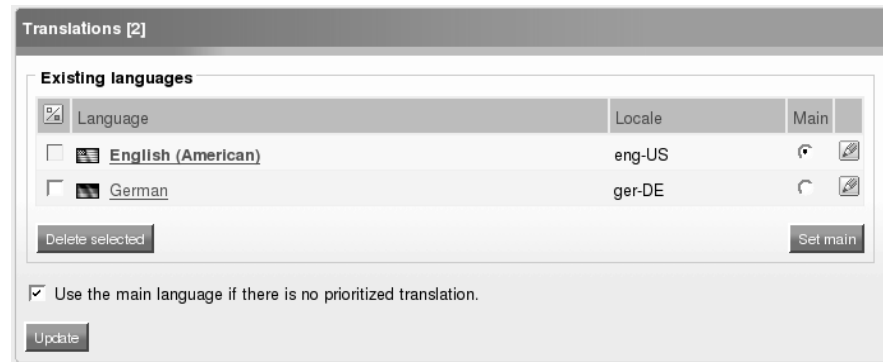 Translations [2]
Existing languages
Language Locale Main
English (American) eng-US
German ger-DE
Delete selected Set main
Use the main language if there is no prioritized translation.
Update